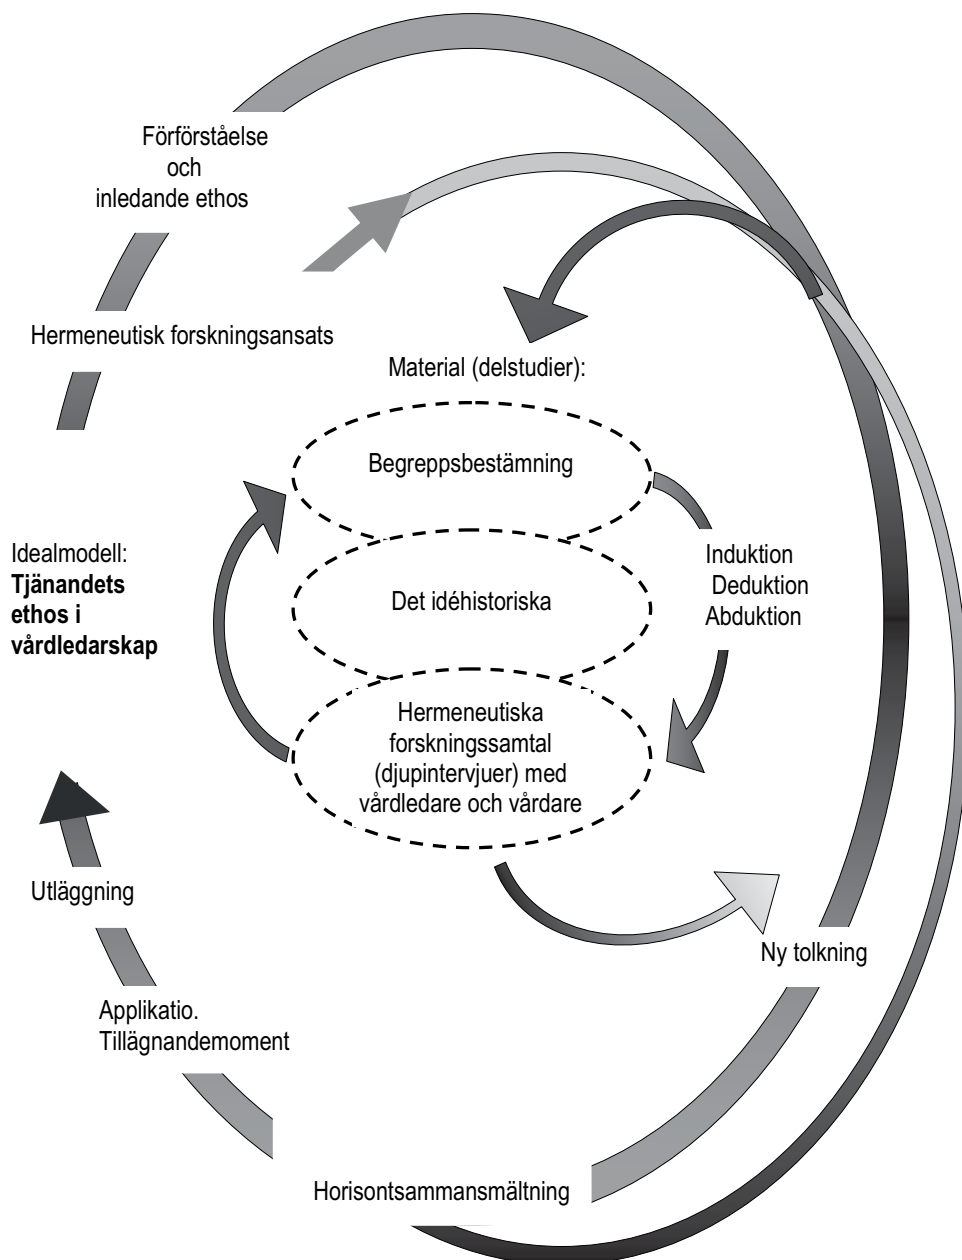 Förförståelse
och
inledande ethos
Hermeneutisk forskningsansats
Material (delstudier):
Begreppsbestämning
Det idéhistoriska
Hermeneutiska
forskningssamtal
(djupintervjuer) med
vårdledare och vårdare
Induktion
Deduktion
Abduktion
Idealmodell:
Tjänandets
ethos i
vårdledarskap
Ny tolkning
Utläggning
Applikatio.
Tillägnandemoment
Horisontsammansmältning